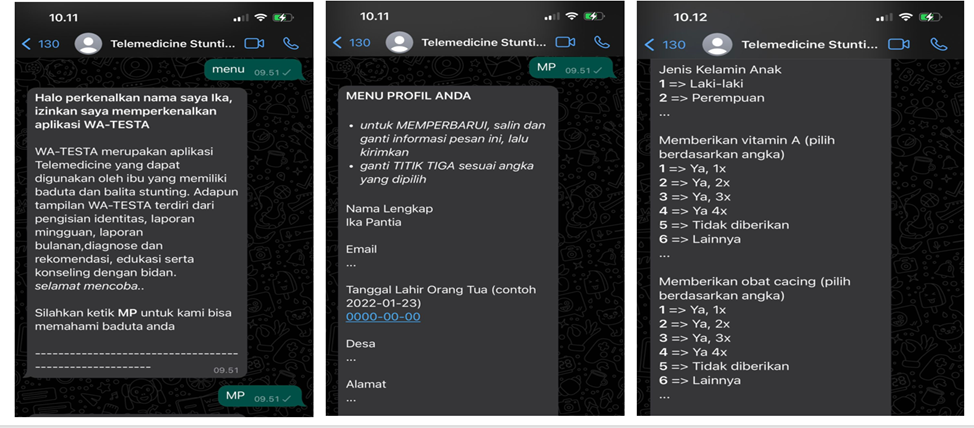 10.11
130 Telemedicine Stunti...
menu 09.51
Halo perkenalkan nama saya Ika,
izinkan saya memperkenalkan
aplikasi WA-TESTA
WA-TESTA merupakan aplikasi
Telemedicine yang dapat
digunakan oleh ibu yang memiliki
baduta dan balita stunting. Adapun
tampilan WA-TESTA terdiri dari
pengisian identitas, laporan
mingguan, laporan
bulanan,diagnose dan
rekomendasi, edukasi serta
konseling dengan bidan.
selamat mencoba..
Silahkan ketik MP untuk kami bisa
memahami baduta anda
-----------------------------------
--------------------
09.51
MP 09.51
10.11
130 Telemedicine Stunti...
MP 09.51
MENU PROFIL ANDA
• untuk MEMPERBARUI, salin dan
ganti informasi pesan ini, lalu
kirimkan
• ganti TITIK TIGA sesuai angka
yang dipilih
Nama Lengkap
Ika Pantia
Email
...
Tanggal Lahir Orang Tua (contoh
2022-01-23)
0000-00-00
Desa
...
Alamat
...
10.12
130 Telemedicine Stunti...
Jenis Kelamin Anak
1 => Laki-laki
2 => Perempuan
...
Memberikan vitamin A (pilih
berdasarkan angka)
1 => Ya, 1x
2 => Ya, 2x
3 => Ya, 3x
4 => Ya 4x
5 => Tidak diberikan
6 => Lainnya
...
Memberikan obat cacing (pilih
berdasarkan angka)
1 => Ya, 1x
2 => Ya, 2x
3 => Ya, 3x
4 => Ya 4x
5 => Tidak diberikan
6 => Lainnya
...